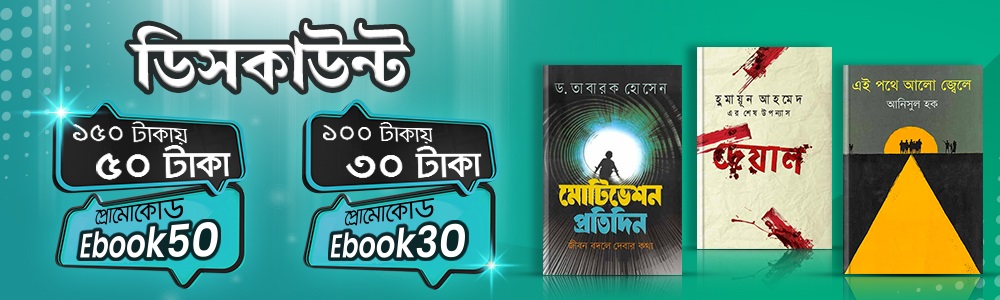 ডিসকাউন্ট
১৫০ টাকায়
৫০ টাকা
প্রোমোকোড
Ebook50
১০০ টাকায়
৩০ টাকা
প্রোমোকোড
Ebook30
ড. তাবারক হোসেন
মোটিভেশন
প্রতিদিন
জীবন বদলে দেবার কথা
হুমায়ূন আহমেদ
এর শেষ উপন্যাস
দেয়াল
এই পথে আলো জ্বেলে
আনিসুল হক